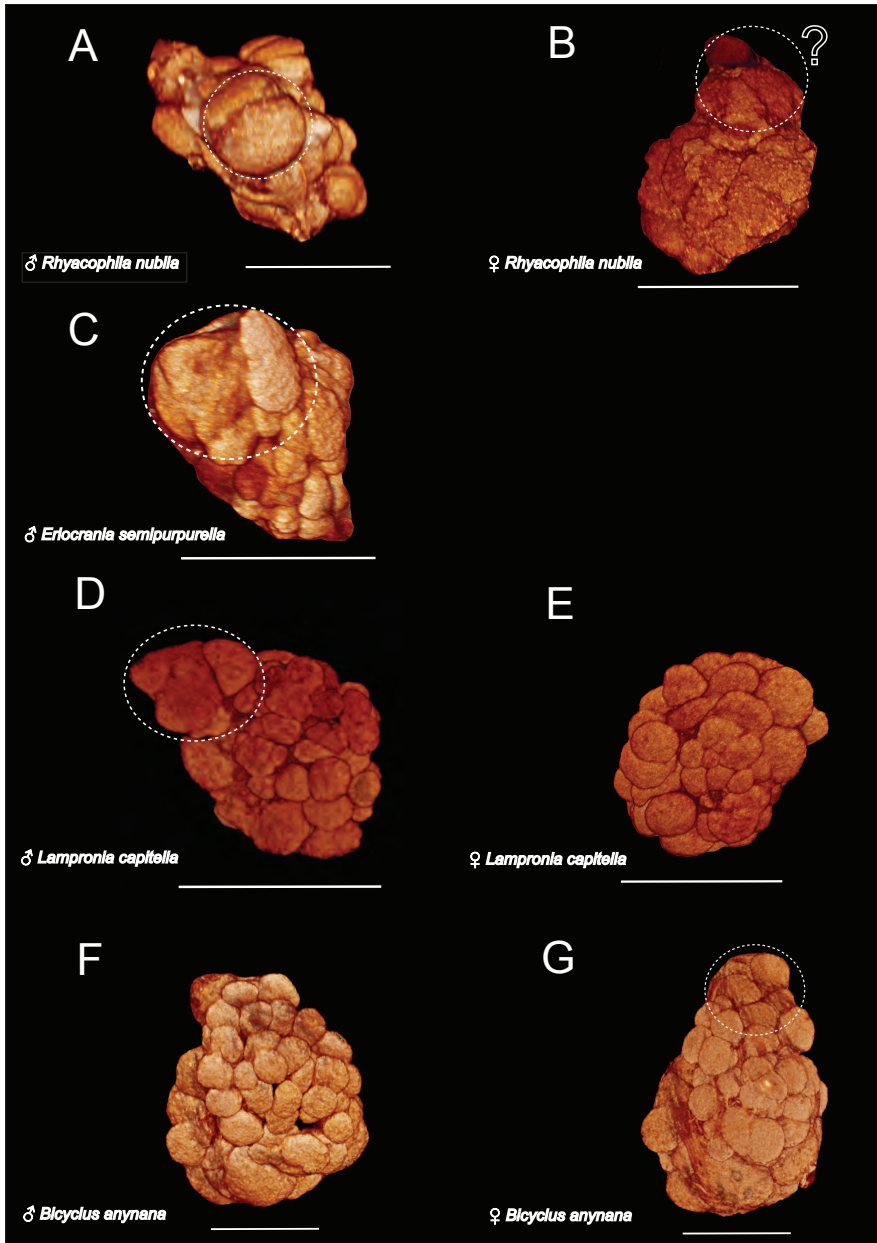 A
B
?
♂ Rhyacophila nubila
♀ Rhyacophila nubila
C
♂ Eriocrania semipurpurella
D
E
♂ Lampronia capitella
♀ Lampronia capitella
F
G
♂ Bicyclus anynana
♀ Bicyclus anynana